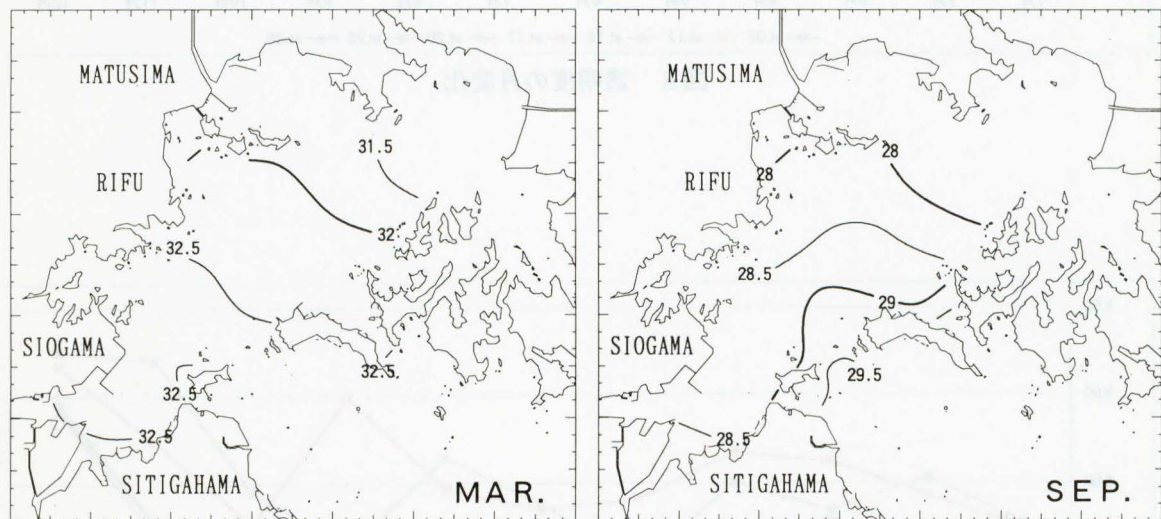 MATUSIMA
31.5
RIFU
32
32.5
SIOGAMA
32.5
32.5
32.5
SITIGAHAMA
MAR.
MATUSIMA
28
28
RIFU
28.5
29
SIOGAMA
29.5
28.5
SITIGAHAMA
SEP.